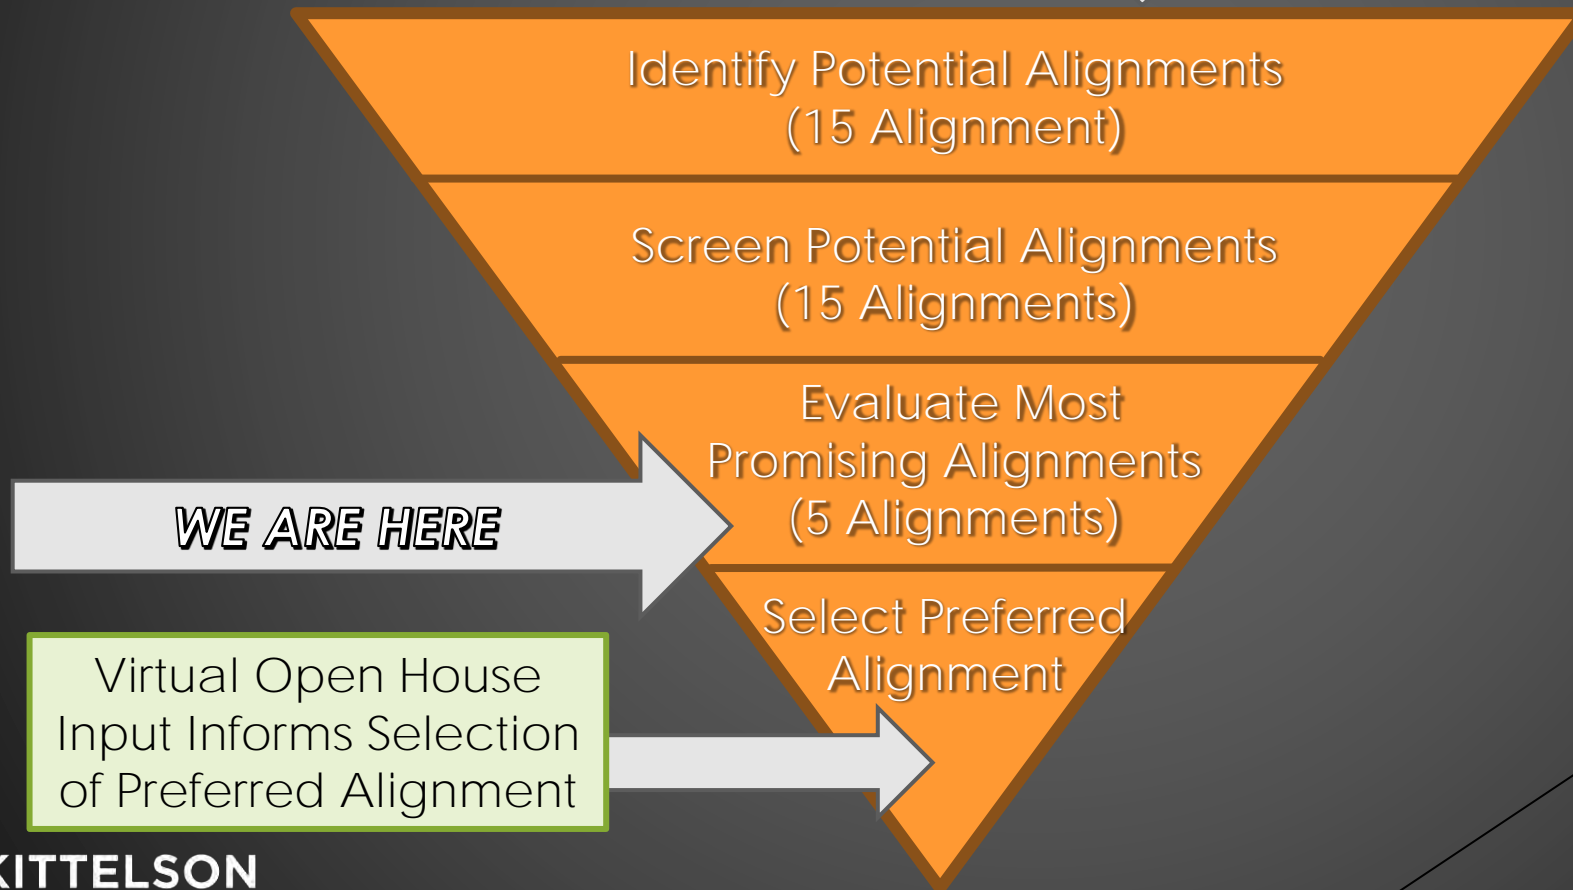 Identify Potential Alignments
(15 Alignment)
Screen Potential Alignments
(15 Alignments)
Evaluate Most
Promising Alignments
(5 Alignments)
WE ARE HERE
Select Preferred
Alignment
Virtual Open House
Input Informs Selection
of Preferred Alignment
KITTELSON